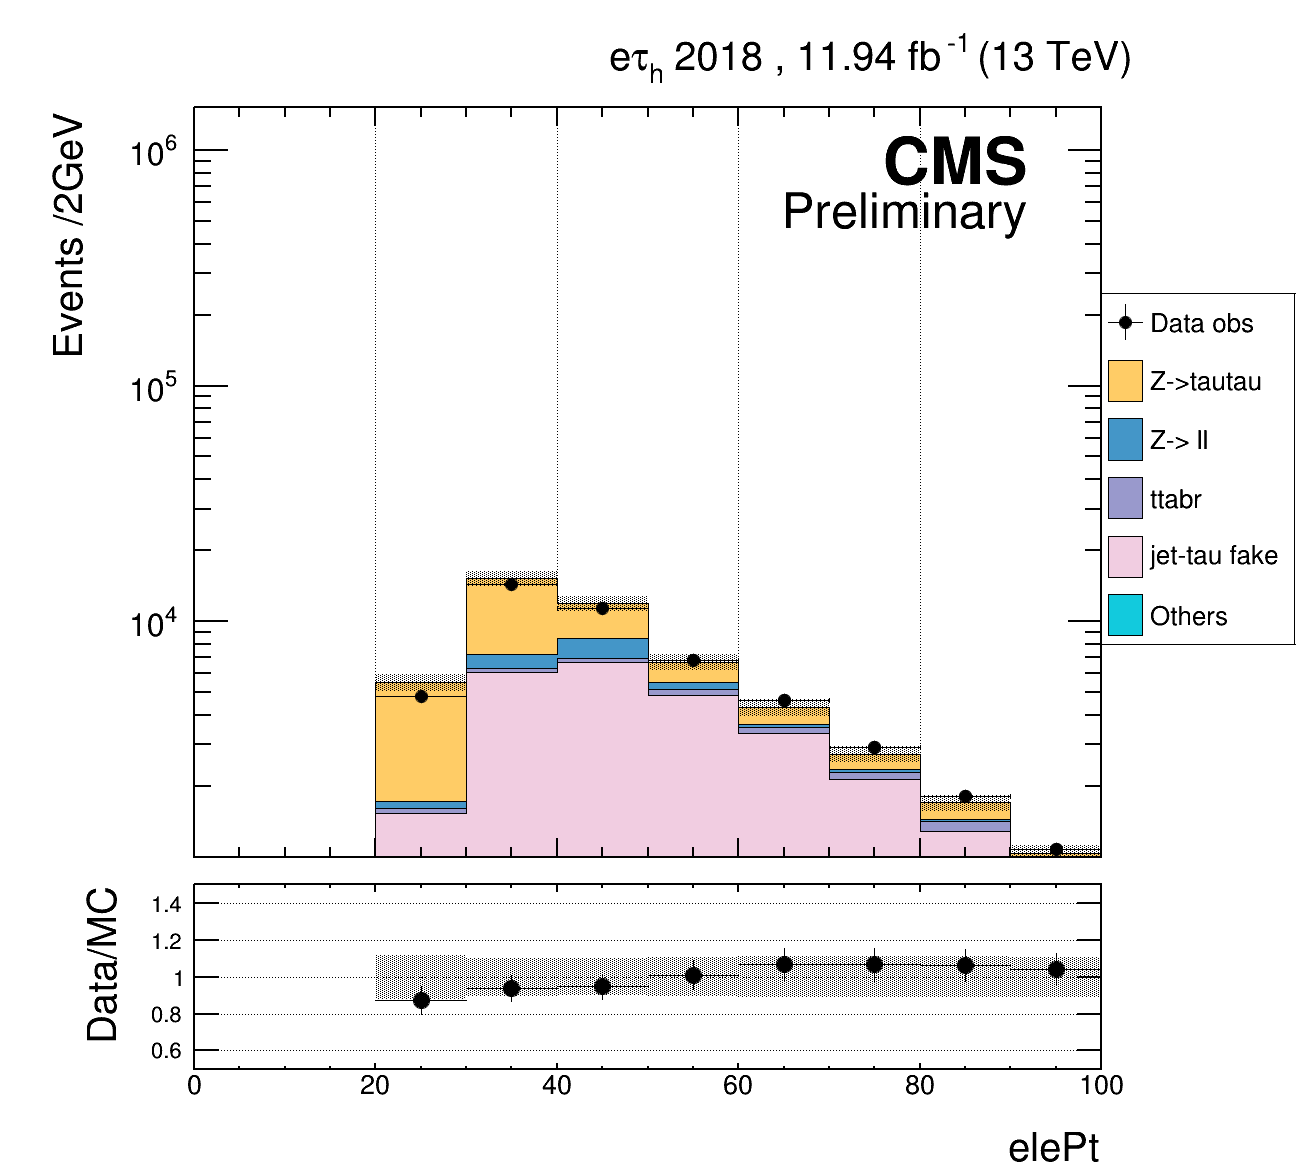 eτh 2018 , 11.94 fb-1 (13 TeV)
Events /2GeV
10^6
10^5
10^4
CMS
Preliminary
Data obs
Z->tautau
Z-> ll
ttabr
jet-tau fake
Others
Data/MC
1.4
1.2
1
0.8
0.6
0 20 40 60 80 100
elePt